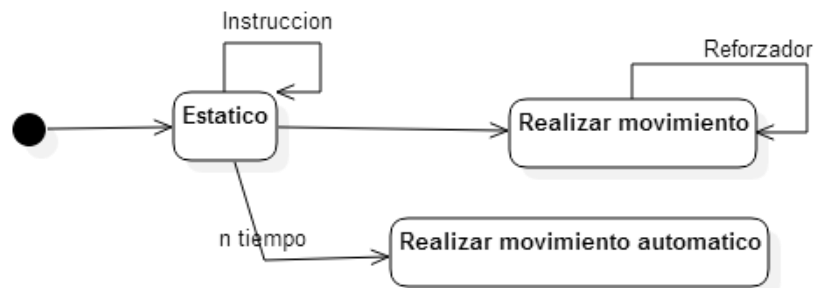 Instruccion
Reforzador
Estatico
Realizar movimiento
n tiempo
Realizar movimiento automatico